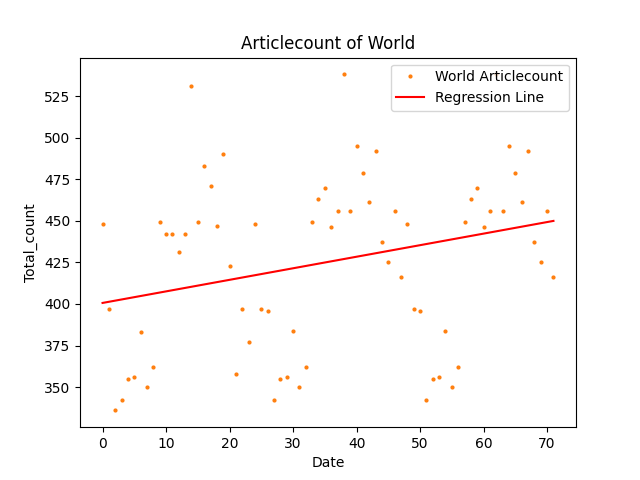 Articlecount of World
World Articlecount
Regression Line
525
500
475
450
425
400
375
350
Total_count
0 10 20 30 40 50 60 70
Date